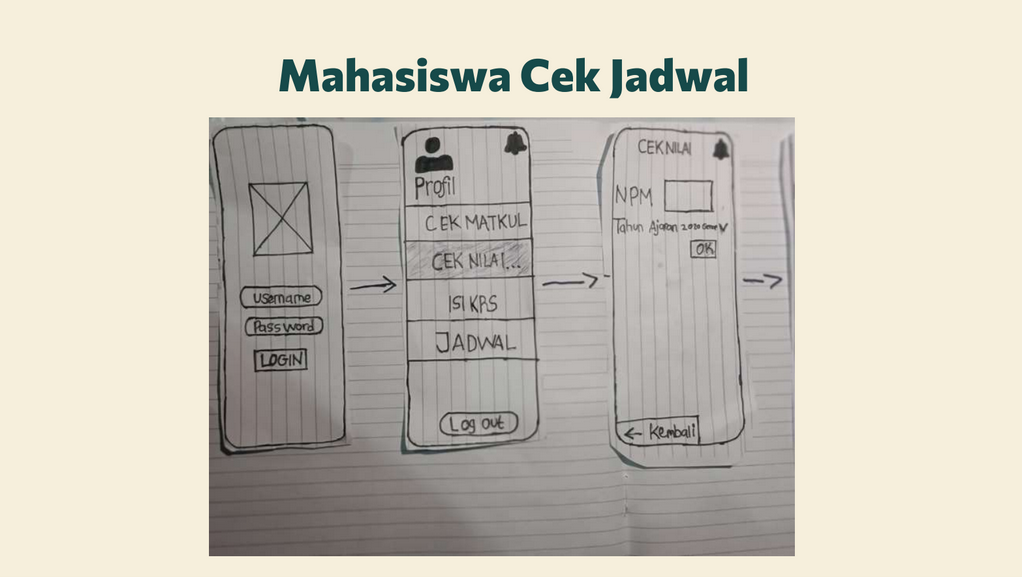 Mahasiswa Cek Jadwal
Username
Password
LOGIN
Profil
CEK MATKUL
CEK NILAI...
ISI KRS
JADWAL
Log out
CEK NILAI
NPM
Tahun Ajaran 2020
OK
← Kembali